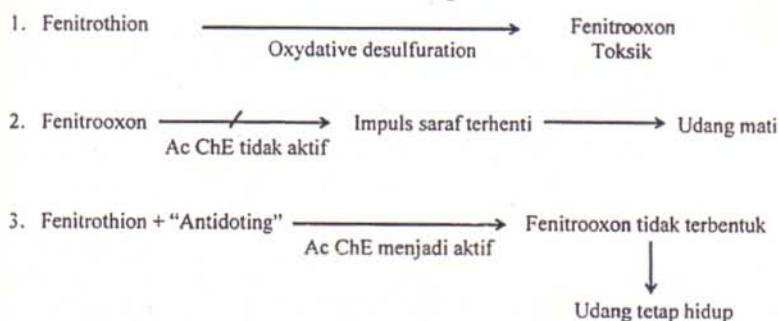 1. Fenitrothion Fenitrooxon
Oxydative desulfuration Toksik
2. Fenitrooxon Impuls saraf terhenti Udang mati
Ac ChE tidak aktif
3. Fenitrothion + "Antidoting" Fenitrooxon tidak terbentuk
Ac ChE menjadi aktif
Udang tetap hidup